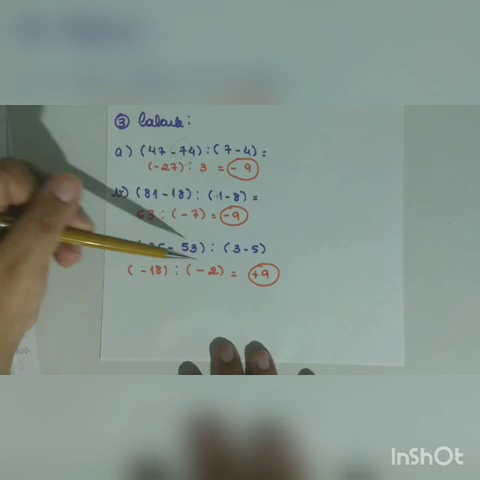 ③ Calcule:
a) (47 - 74) : (7 - 4) =
(-27) : 3 = -9
b) (81 - 18) : (1 - 8) =
63 : (-7) = -9
53) : (3 - 5)
(-18) : (-2) = +9
InShOt